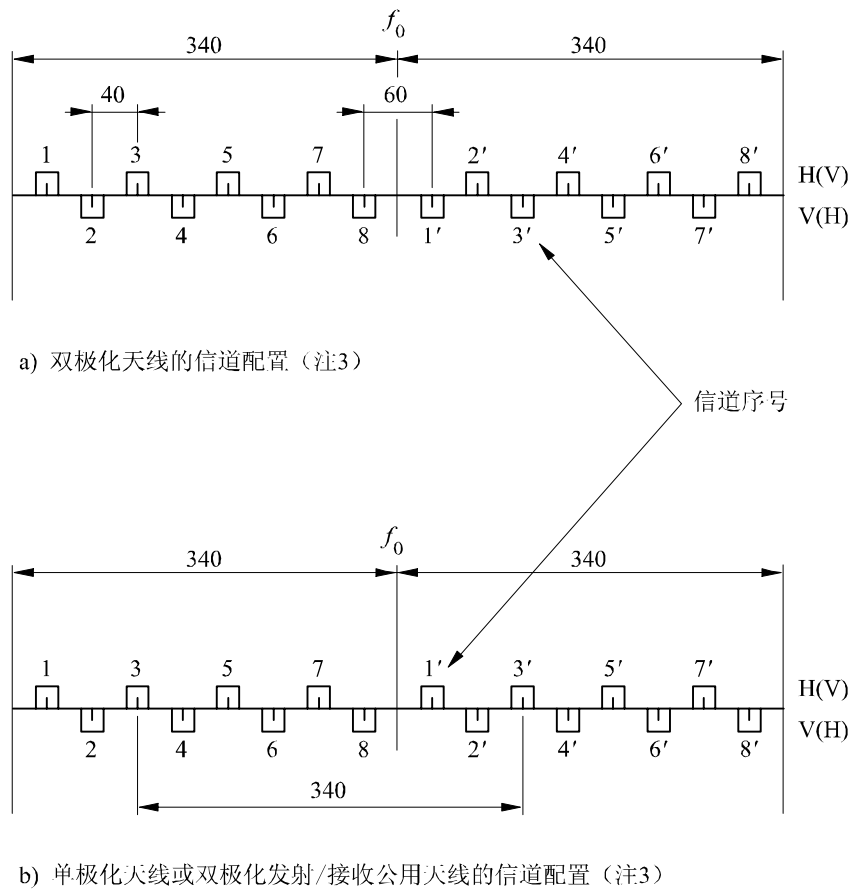 f₀
340 340
40 60
1 3 5 7 2′ 4′ 6′ 8′ H(V)
2 4 6 8 1′ 3′ 5′ 7′ V(H)
a) 双极化天线的信道配置（注3）
信道序号
f₀
340 340
1 3 5 7 1′ 3′ 5′ 7′ H(V)
2 4 6 8 2′ 4′ 6′ 8′ V(H)
340
b) 单极化天线或双极化发射/接收公用天线的信道配置（注3）